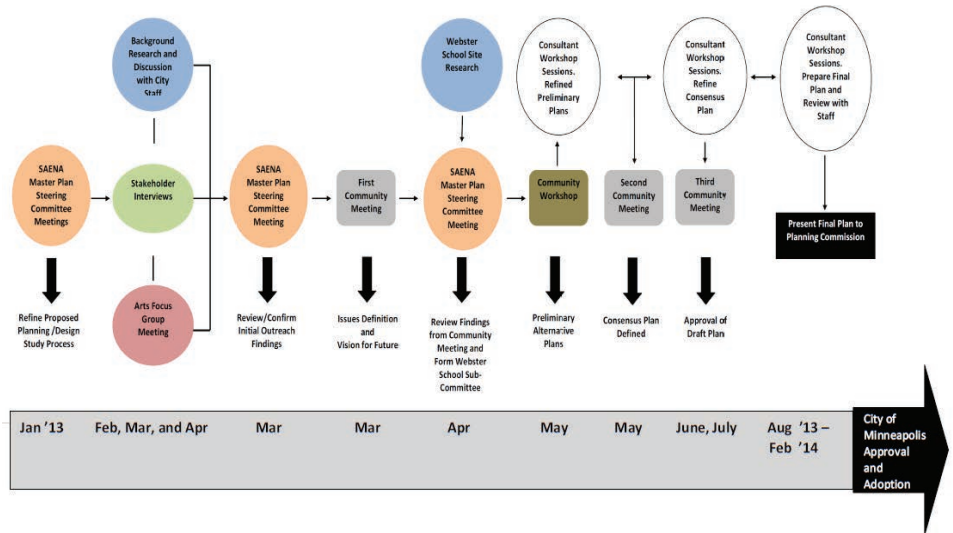 Background
Research and
Discussion
with City
Staff
Webster
School Site
Research
Consultant
Workshop
Sessions.
Refined
Preliminary
Plans
Consultant
Workshop
Sessions.
Refine
Consensus
Plan
Consultant
Workshop
Sessions.
Prepare Final
Plan and
Review with
Staff
SAENA
Master Plan
Steering
Committee
Meetings
Stakeholder
Interviews
SAENA
Master Plan
Steering
Committee
Meeting
First
Community
Meeting
SAENA
Master Plan
Steering
Committee
Meeting
Community
Workshop
Second
Community
Meeting
Third
Community
Meeting
Present Final Plan to
Planning Commission
Arts Focus
Group
Meeting
Refine Proposed
Planning /Design
Study Process
Review/Confirm
Initial Outreach
Findings
Issues Definition
and
Vision for Future
Review Findings
from Community
Meeting and
Form Webster
School Sub-
Committee
Preliminary
Alternative
Plans
Consensus Plan
Defined
Approval of
Draft Plan
Jan '13
Feb, Mar, and Apr
Mar
Mar
Apr
May
May
June, July
Aug '13 –
Feb '14
City of
Minneapolis
Approval
and
Adoption